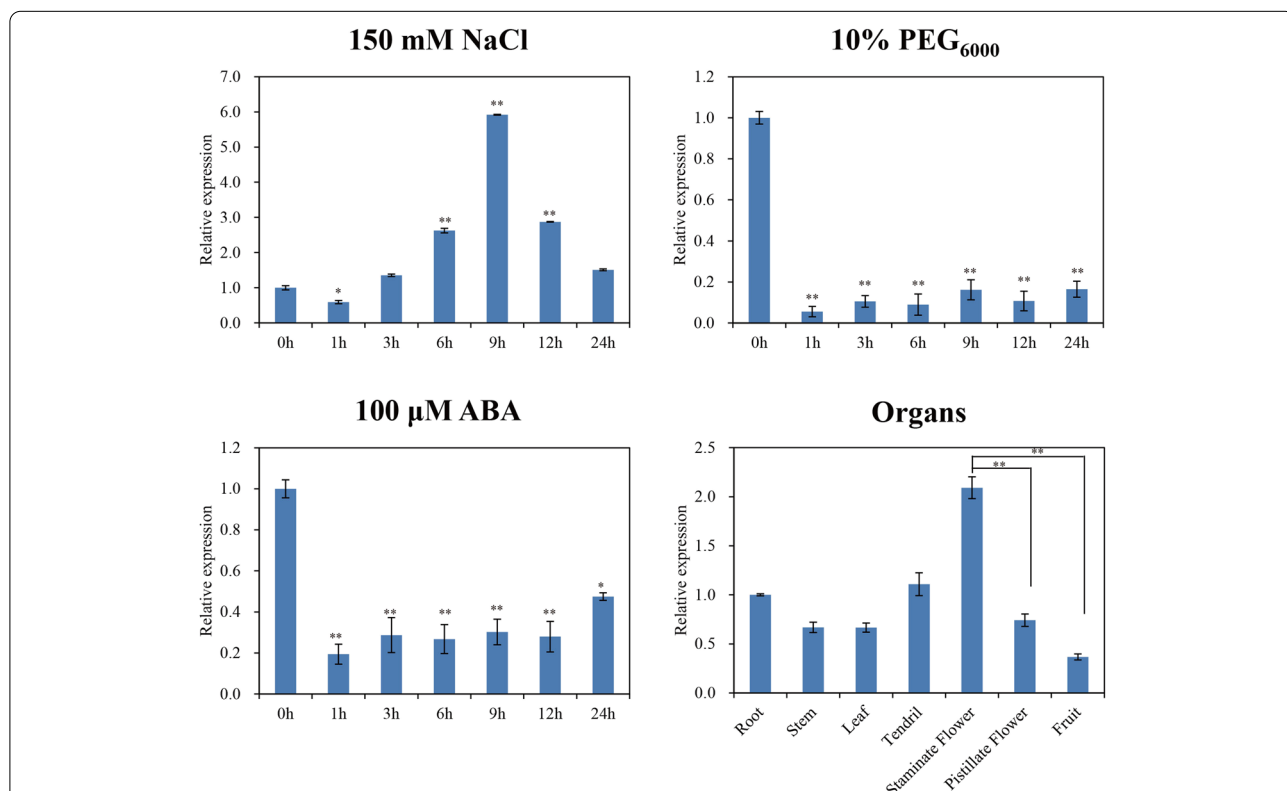 150 mM NaCl
Relative expression
7.0
6.0
5.0
4.0
3.0
2.0
1.0
0.0
*
**
**
**
0h 1h 3h 6h 9h 12h 24h
10% PEG6000
Relative expression
1.2
1.0
0.8
0.6
0.4
0.2
0.0
** ** ** ** ** **
0h 1h 3h 6h 9h 12h 24h
100 μM ABA
Relative expression
1.2
1.0
0.8
0.6
0.4
0.2
0.0
** ** ** ** ** *
0h 1h 3h 6h 9h 12h 24h
Organs
Relative expression
2.5
2.0
1.5
1.0
0.5
0.0
**
**
Root
Stem
Leaf
Tendril
Staminate Flower
Pistillate Flower
Fruit